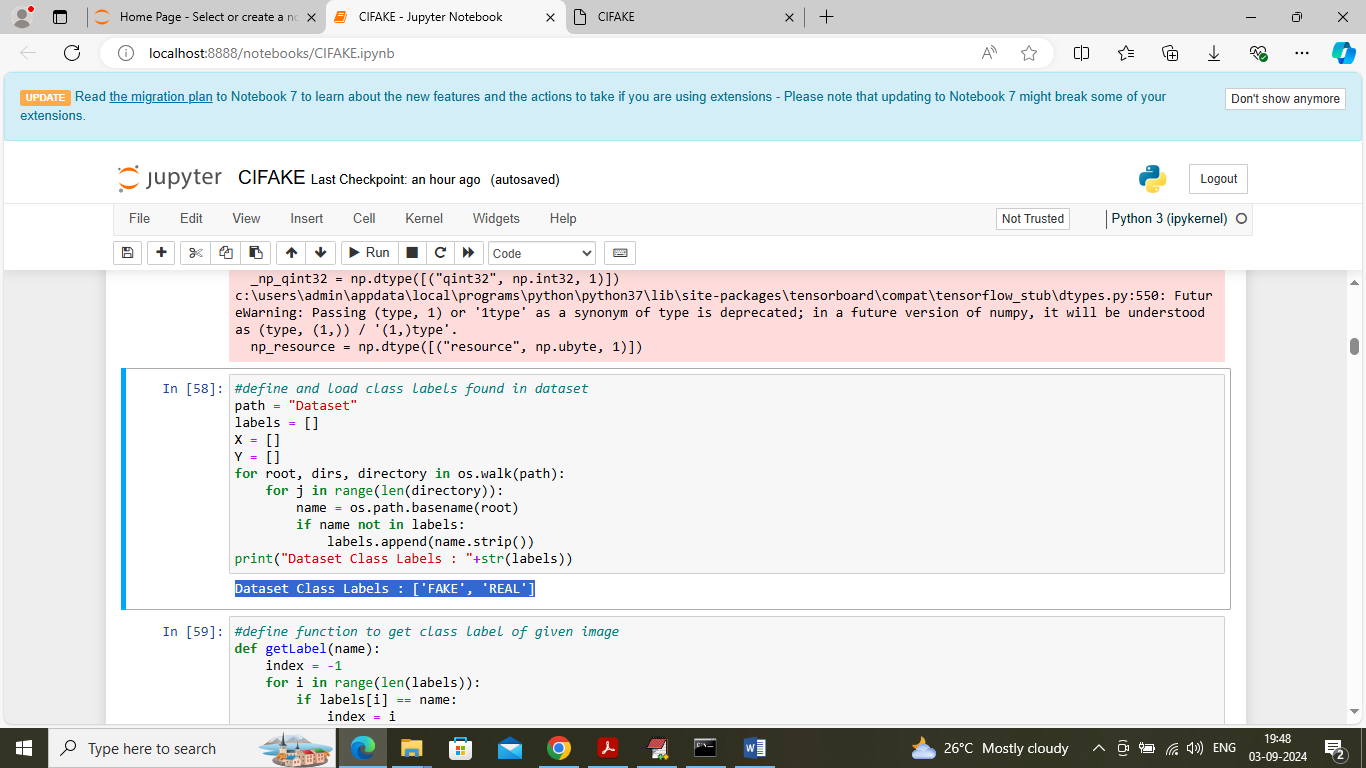 Home Page - Select or create a n
CIFAKE - Jupyter Notebook
CIFAKE
localhost:8888/notebooks/CIFAKE.ipynb
UPDATE Read the migration plan to Notebook 7 to learn about the new features and the actions to take if you are using extensions - Please note that updating to Notebook 7 might break some of your
extensions.
Don't show anymore
jupyter CIFAKE Last Checkpoint: an hour ago (autosaved)
Logout
File Edit View Insert Cell Kernel Widgets Help
Not Trusted
Python 3 (ipykernel)
Run
Code
_np_qint32 = np.dtype([("qint32", np.int32, 1)])
c:\users\admin\appdata\local\programs\python\python37\lib\site-packages\tensorboard\compat\tensorflow_stub\dtypes.py:550: Futur
eWarning: Passing (type, 1) or '1type' as a synonym of type is deprecated; in a future version of numpy, it will be understood
as (type, (1,)) / '(1,)type'.
np_resource = np.dtype([("resource", np.ubyte, 1)])
In [58]: #define and load class labels found in dataset
path = "Dataset"
labels = []
X = []
Y = []
for root, dirs, directory in os.walk(path):
for j in range(len(directory)):
name = os.path.basename(root)
if name not in labels:
labels.append(name.strip())
print("Dataset Class Labels : "+str(labels))
Dataset Class Labels : ['FAKE', 'REAL']
In [59]: #define function to get class label of given image
def getLabel(name):
index = -1
for i in range(len(labels)):
if labels[i] == name:
index = i
Type here to search
26°C Mostly cloudy
ENG
19:48
03-09-2024
2